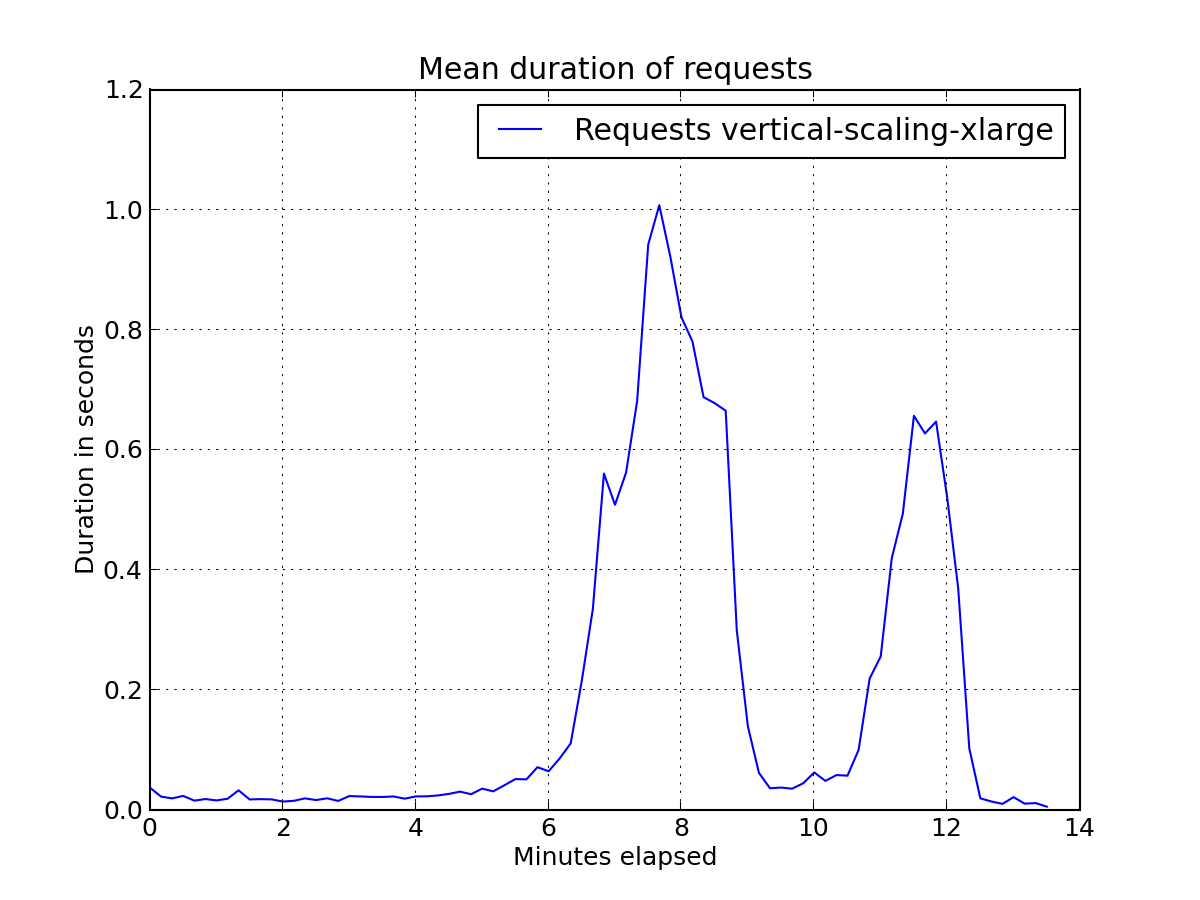 Mean duration of requests
Requests vertical-scaling-xlarge
Duration in seconds
1.2
1.0
0.8
0.6
0.4
0.2
0.0
0 2 4 6 8 10 12 14
Minutes elapsed